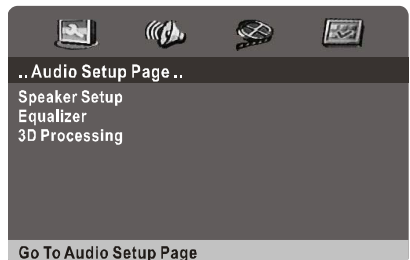 .. Audio Setup Page ..
Speaker Setup
Equalizer
3D Processing
Go To Audio Setup Page